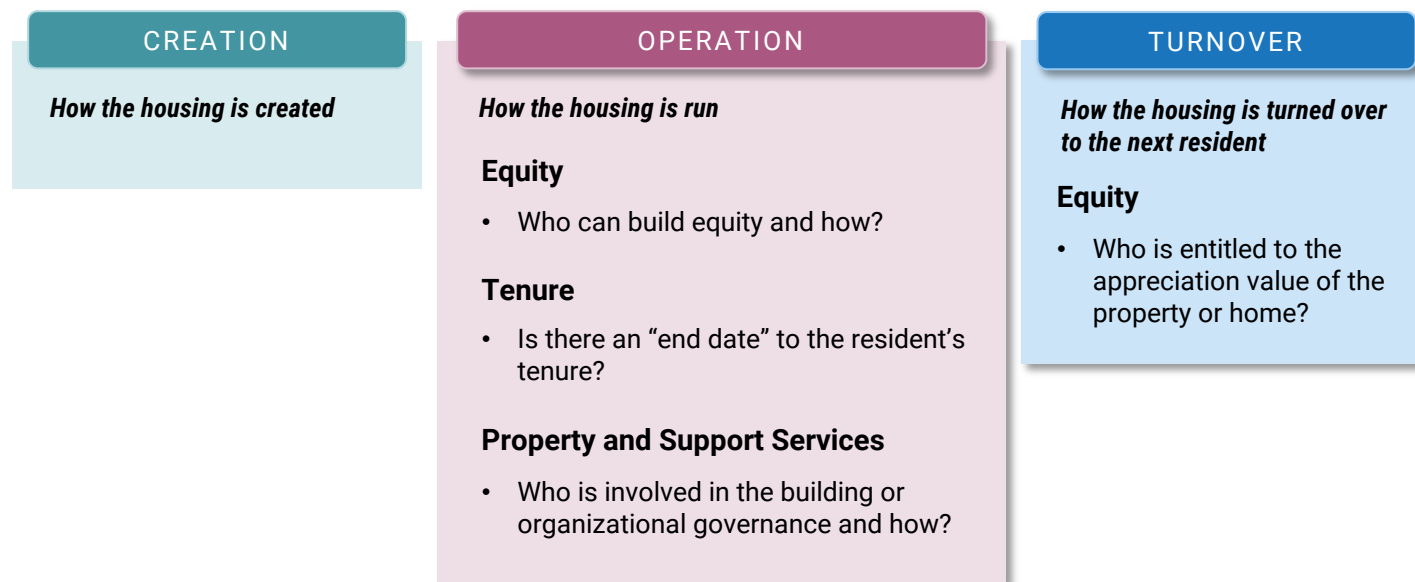 CREATION
How the housing is created
OPERATION
How the housing is run
Equity
• Who can build equity and how?
Tenure
• Is there an “end date” to the resident’s
tenure?
Property and Support Services
• Who is involved in the building or
organizational governance and how?
TURNOVER
How the housing is turned over
to the next resident
Equity
• Who is entitled to the
appreciation value of the
property or home?